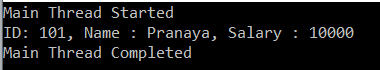 Main Thread Started
ID: 101, Name : Pranaya, Salary : 10000
Main Thread Completed